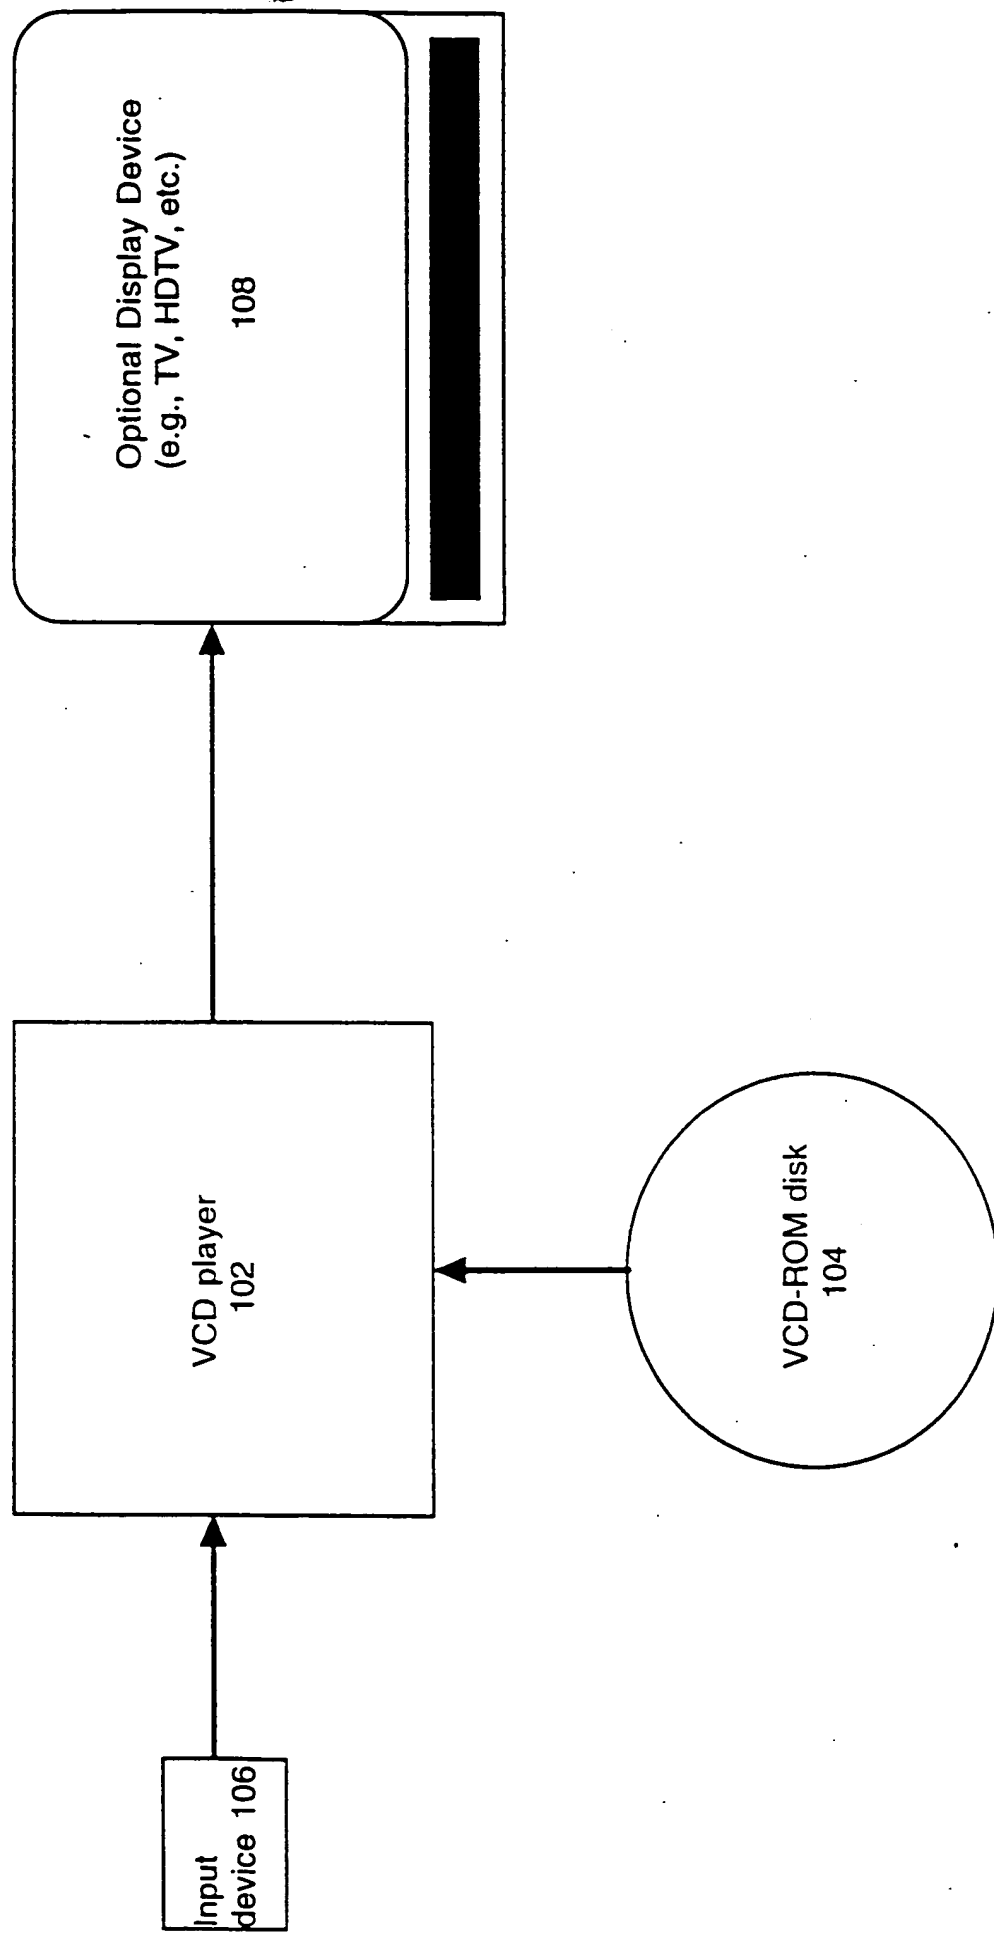 Input
device 106
VCD player
102
VCD-ROM disk
104
Optional Display Device
(e.g., TV, HDTV, etc.)
108